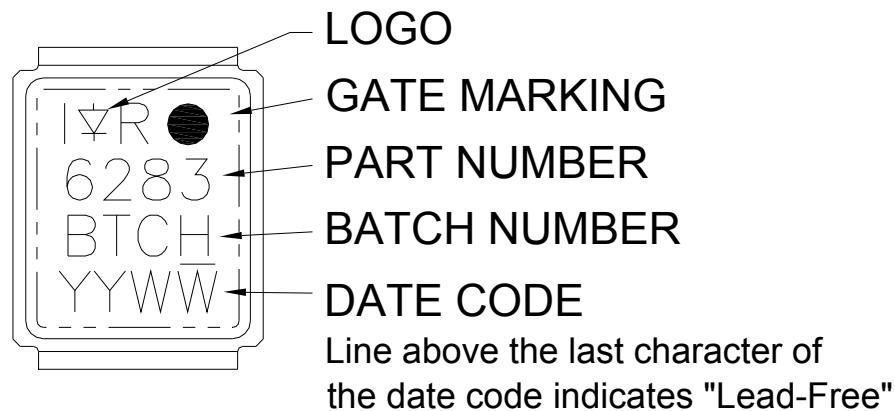 LOGO
I R
GATE MARKING
6283
PART NUMBER
BTCH
BATCH NUMBER
YYWW
DATE CODE
Line above the last character of
the date code indicates "Lead-Free"